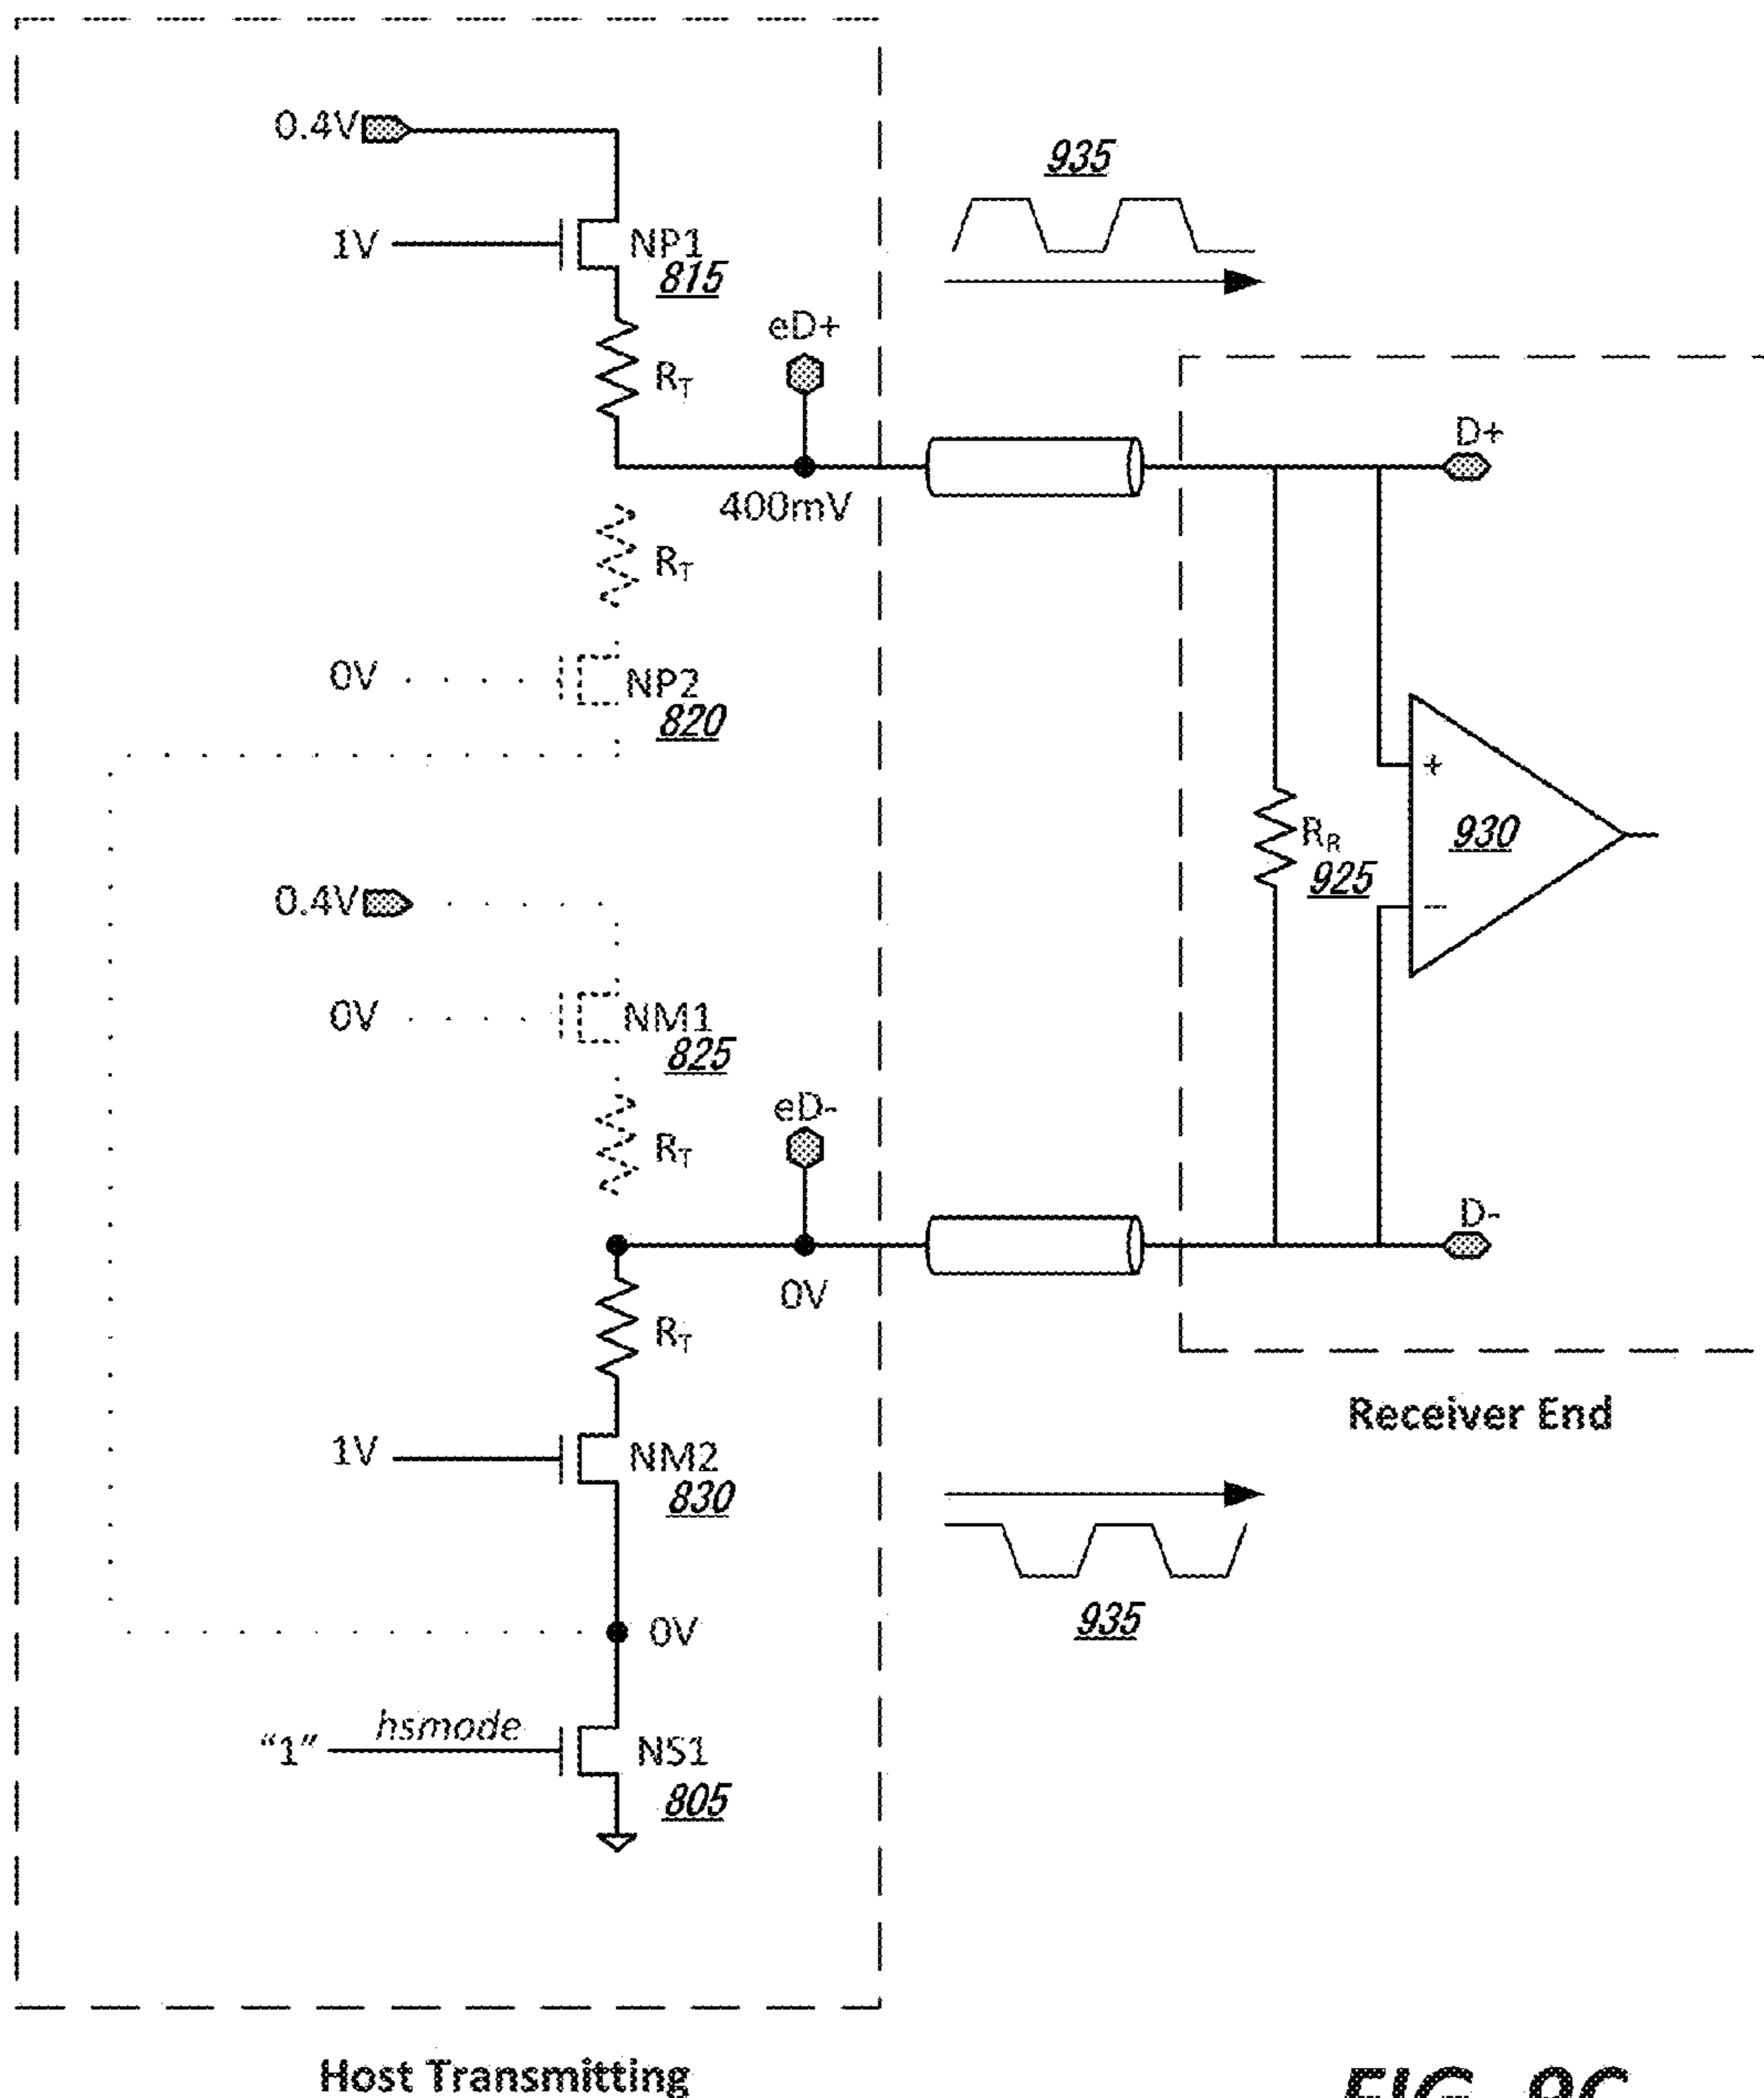 0.4V
935
1V
NP1
815
eD+
R_T
D+
400mV
R_T
0V
NP2
820
+
930
R_R
925
0.4V
−
0V
NM1
825
eD-
R_T
D-
0V
R_T
Receiver End
1V
NM2
830
935
0V
"1"
hsmode
NS1
805
Host Transmitting
FIG. 9C